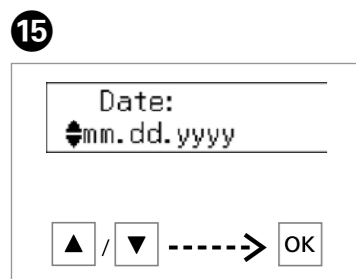 15
Date:
mm.dd.yyyy
▲ / ▼ ------> OK